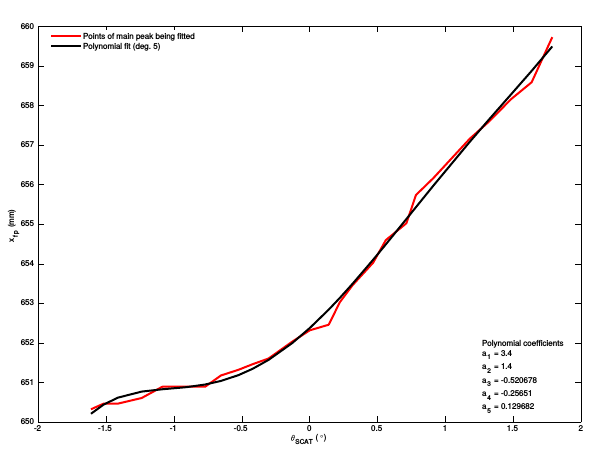 660
659
658
657
656
655
654
653
652
651
650
x_fp (mm)
-2
-1.5
-1
-0.5
0
0.5
1
1.5
2
θ_SCAT (°)
Points of main peak being fitted
Polynomial fit (deg. 5)
Polynomial coefficients
a_1 = 3.4
a_2 = 1.4
a_3 = -0.520678
a_4 = -0.25651
a_5 = 0.129682